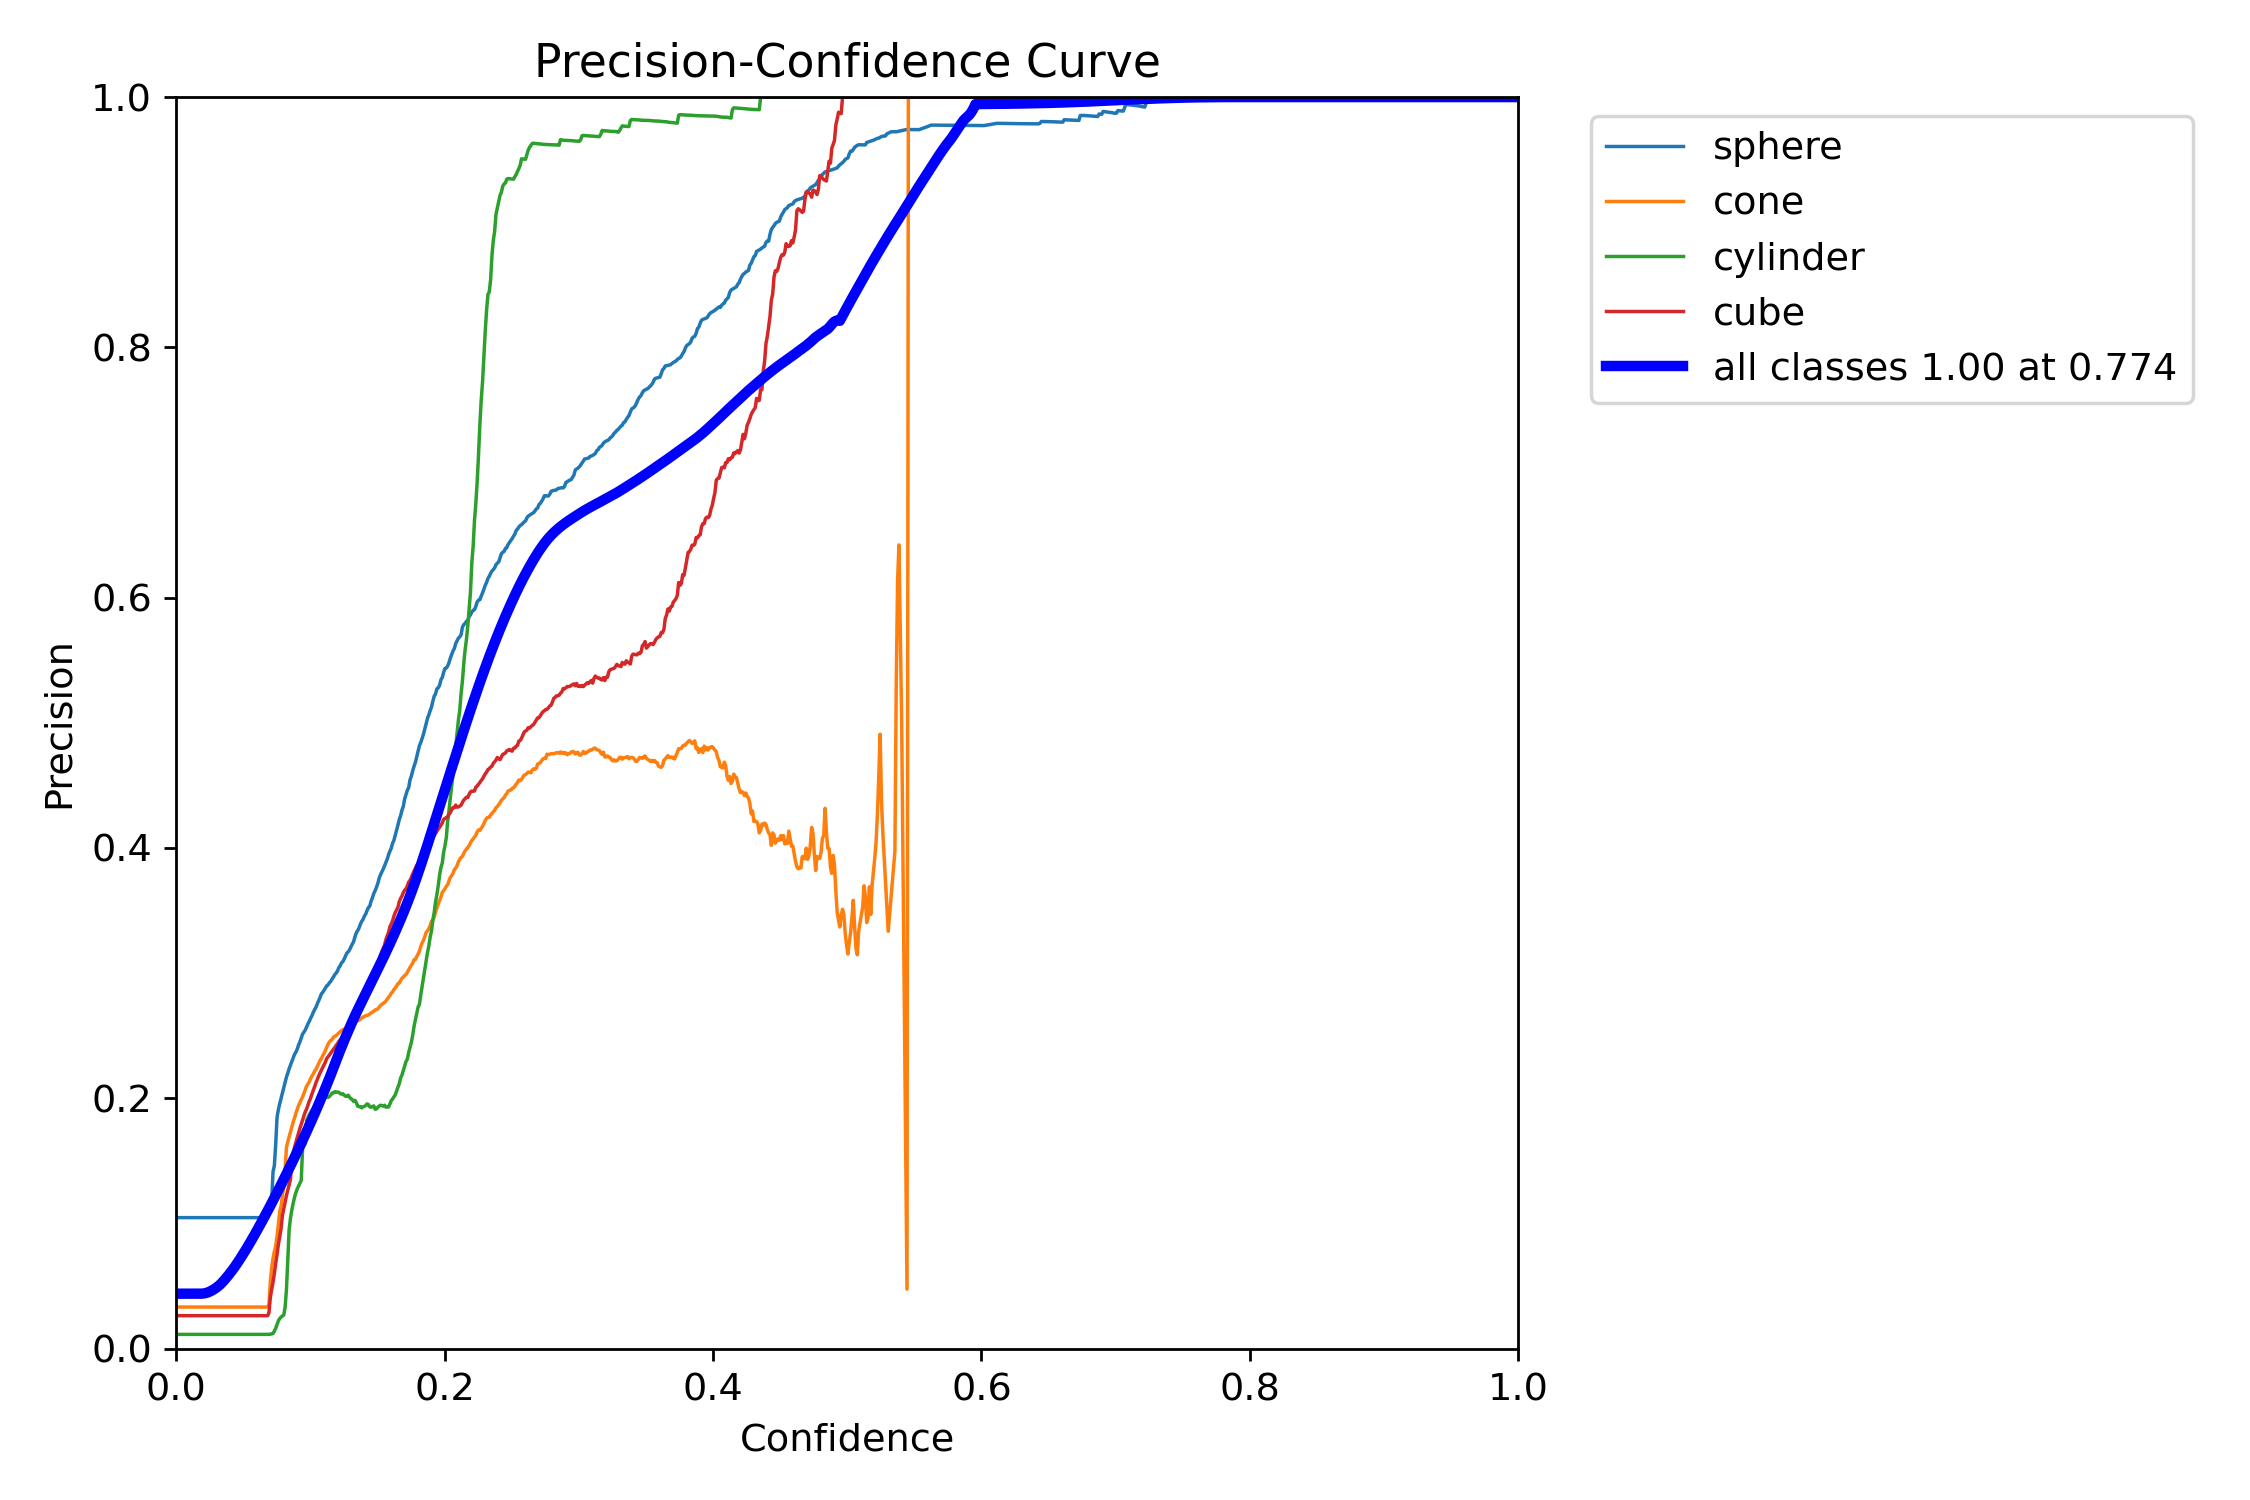 Precision-Confidence Curve
1.0
0.8
0.6
0.4
0.2
0.0
Precision
0.0 0.2 0.4 0.6 0.8 1.0
Confidence
sphere
cone
cylinder
cube
all classes 1.00 at 0.774